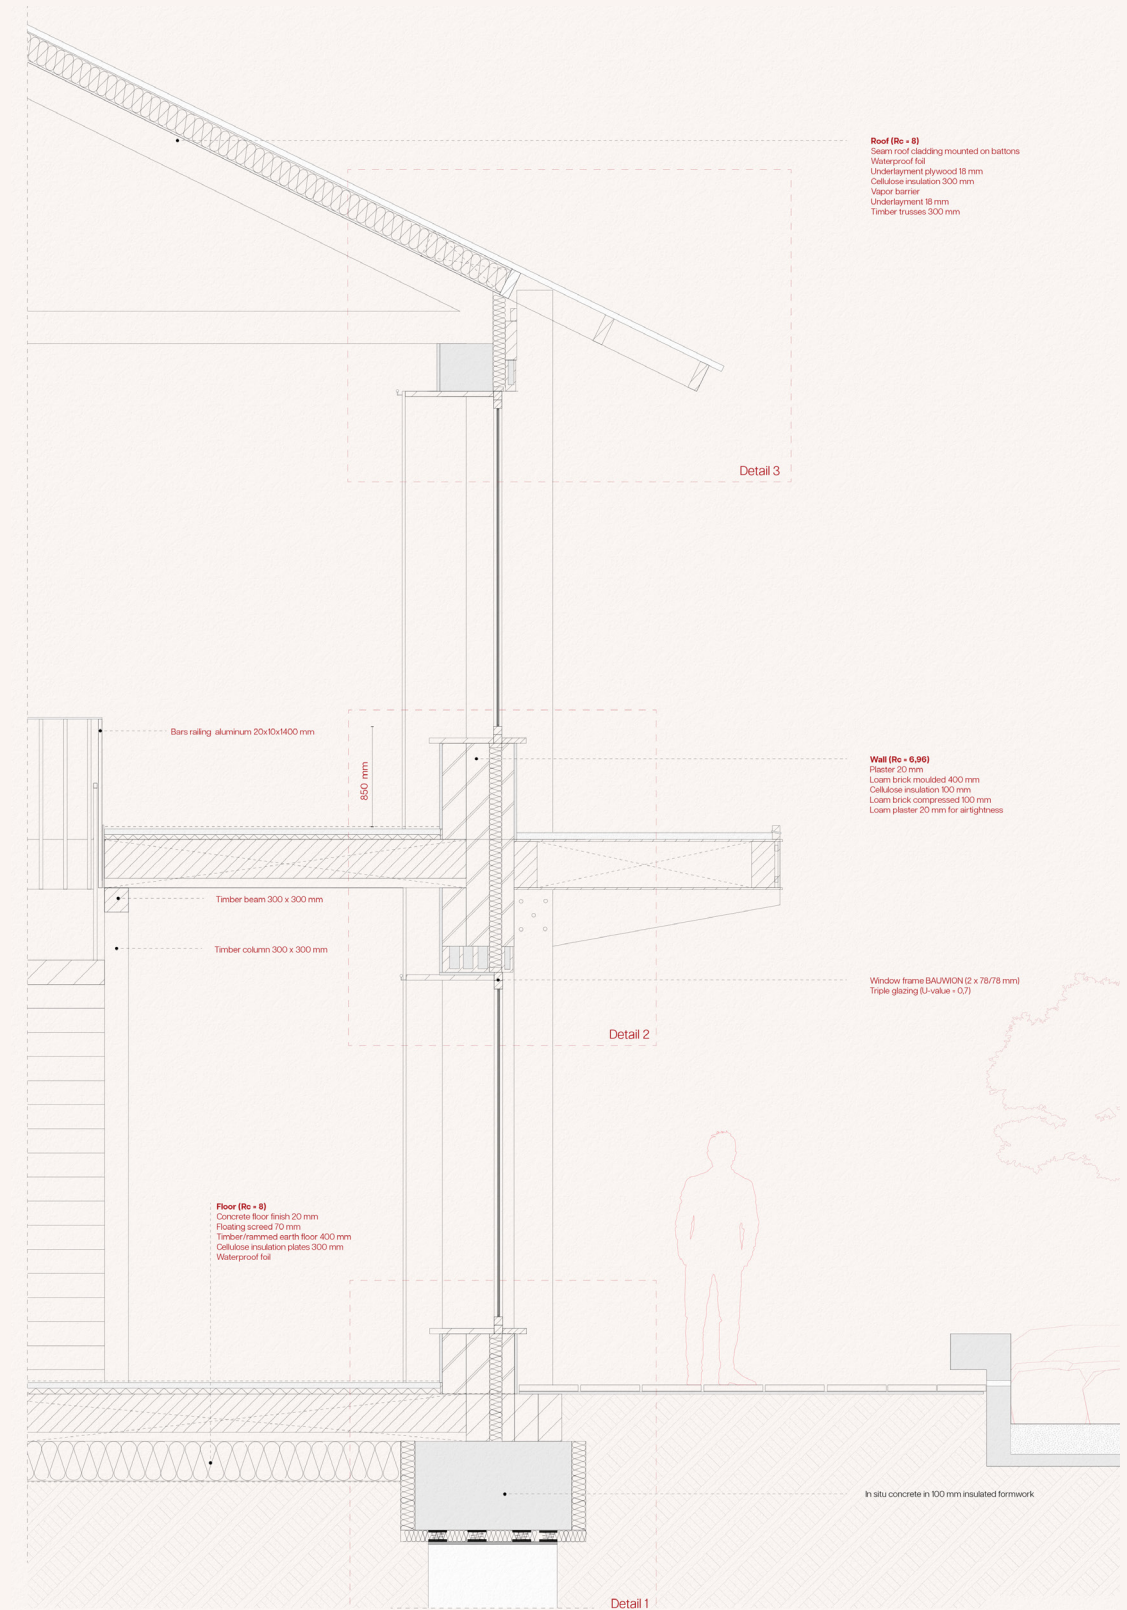 Roof (Rc = 8)
Seam roof cladding mounted on battons
Waterproof foil
Underlayment plywood 18 mm
Cellulose insulation 300 mm
Vapor barrier
Underlayment 18 mm
Timber trusses 300 mm
Detail 3
Bars railing aluminum 20x10x1400 mm
850 mm
Wall (Rc = 6,96)
Plaster 20 mm
Loam brick moulded 400 mm
Cellulose insulation 100 mm
Loam brick compressed 100 mm
Loam plaster 20 mm for airtightness
Timber beam 300 x 300 mm
Timber column 300 x 300 mm
Window frame BAUWION (2 x 78/78 mm)
Triple glazing (U-value = 0,7)
Detail 2
Floor (Rc = 8)
Concrete floor finish 20 mm
Floating screed 70 mm
Timber/rammed earth floor 400 mm
Cellulose insulation plates 300 mm
Waterproof foil
In situ concrete in 100 mm insulated formwork
Detail 1